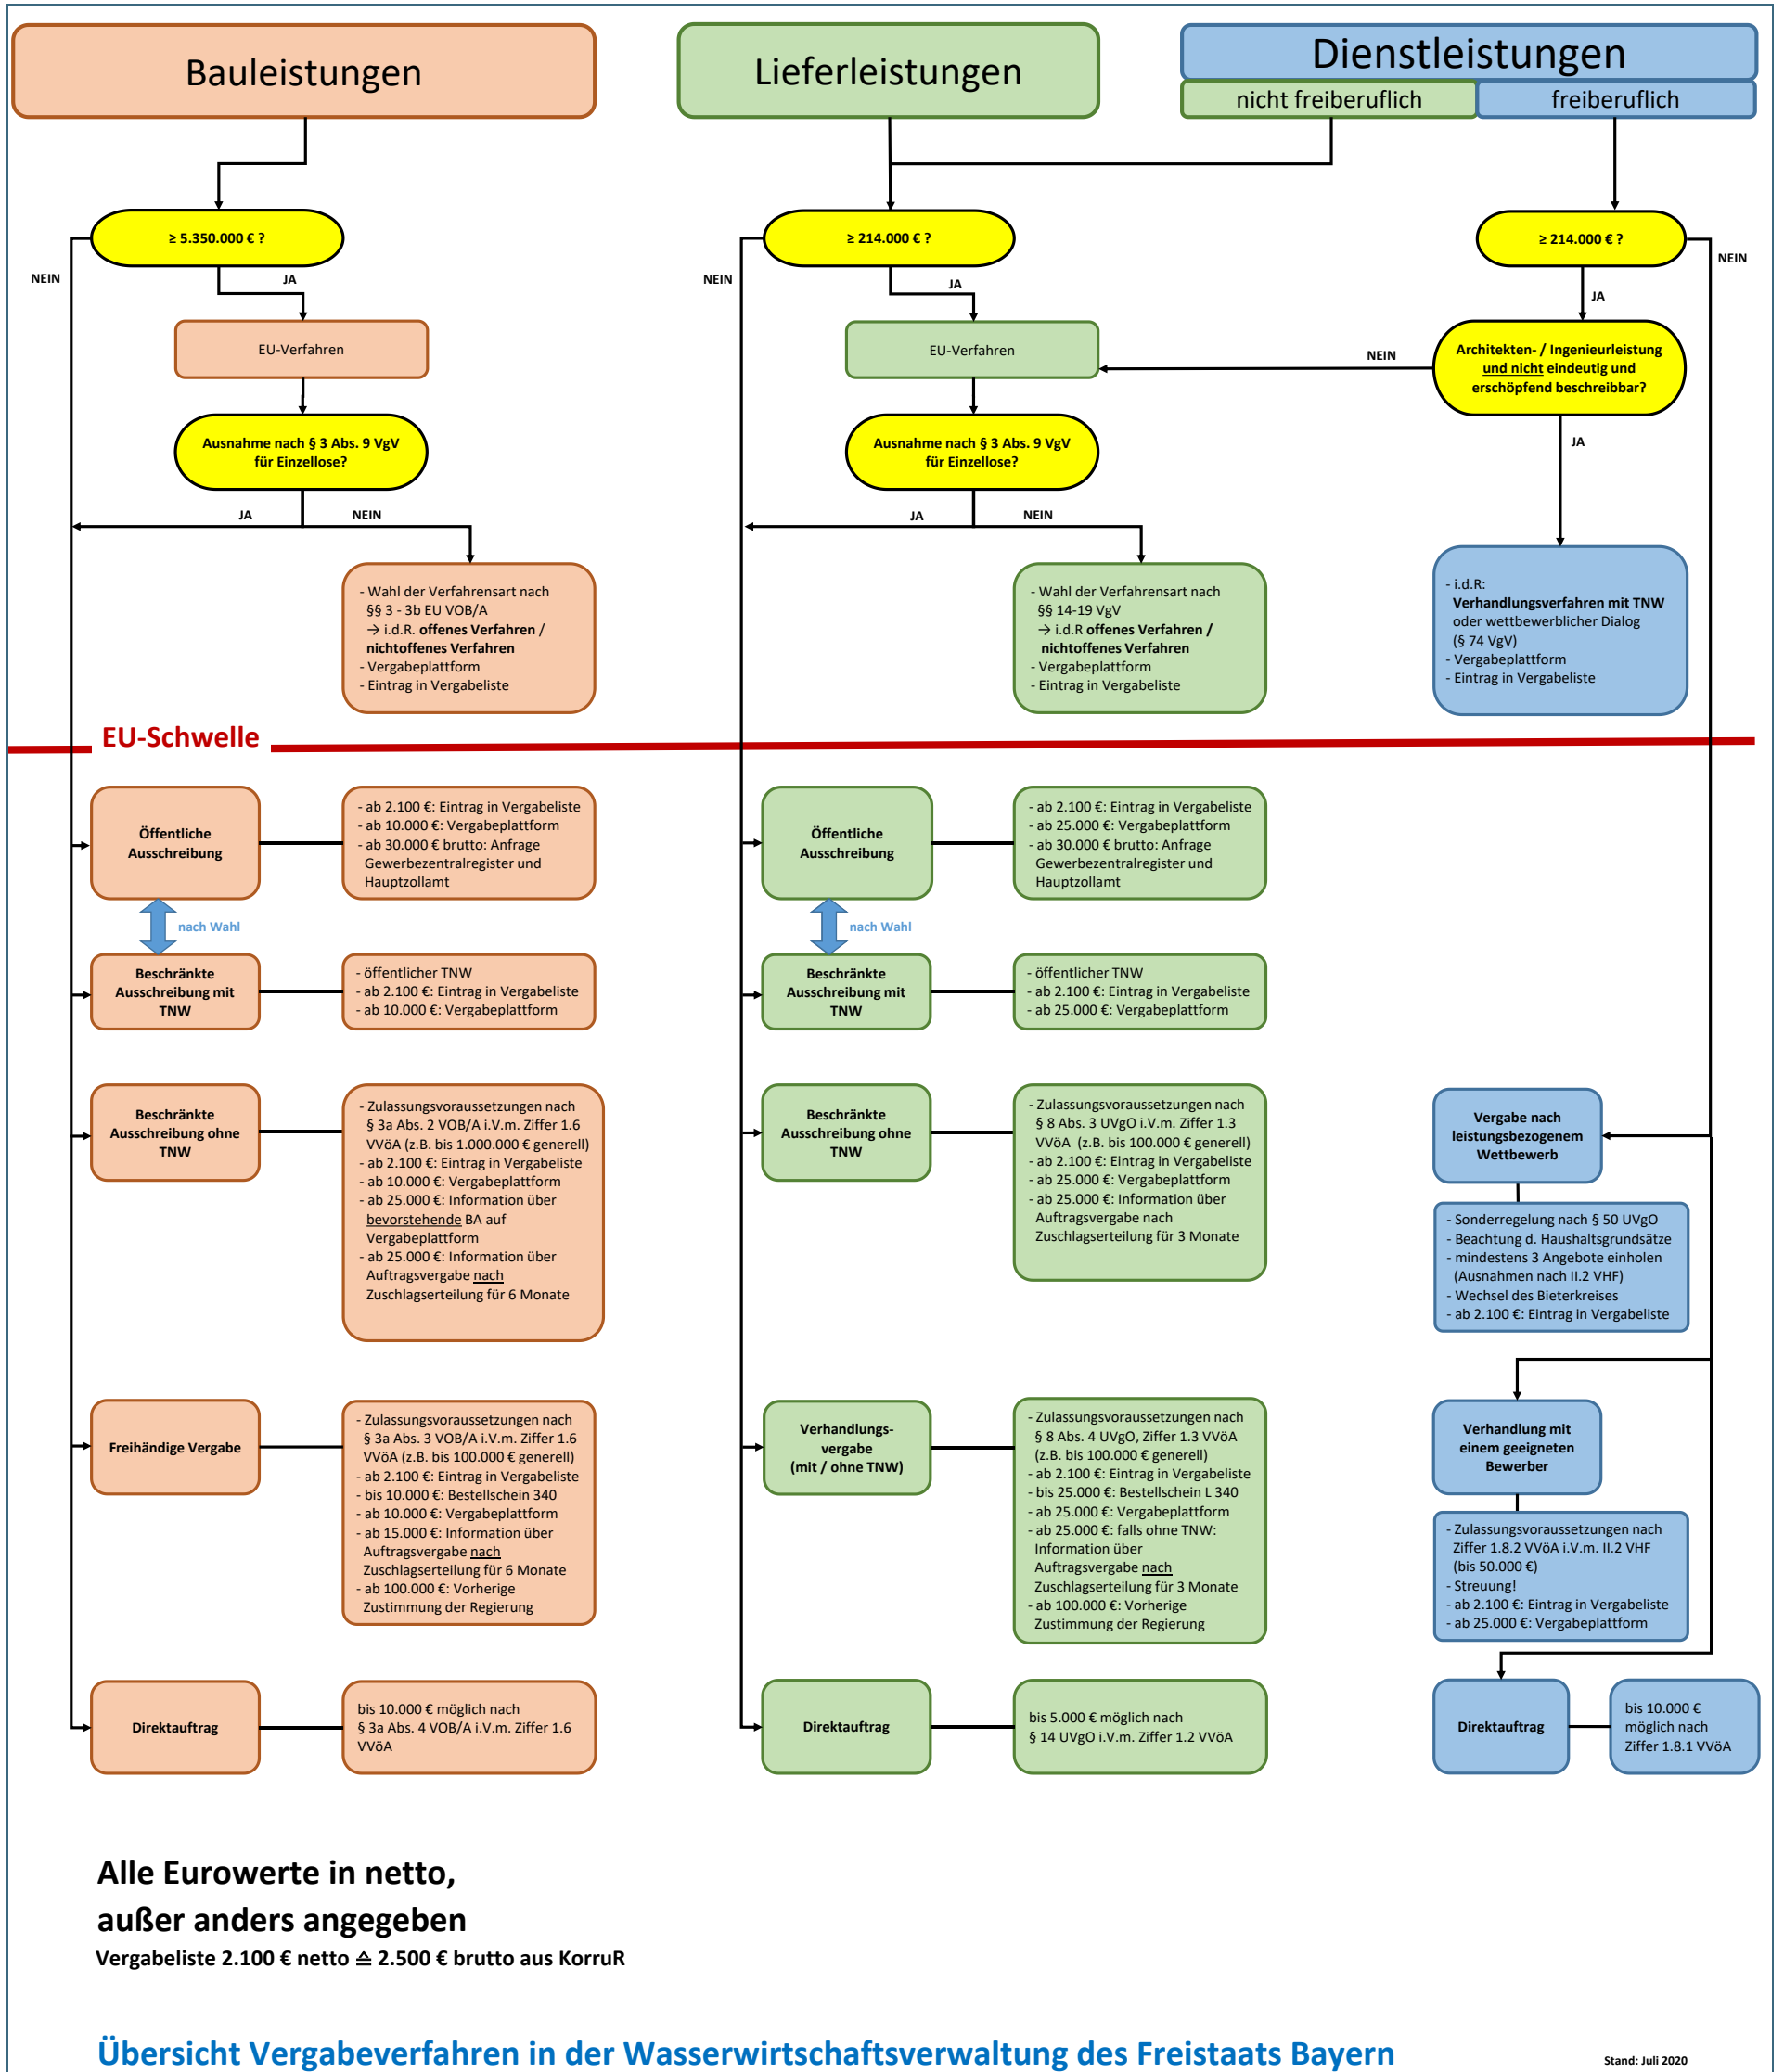 Bauleistungen
Lieferleistungen
Dienstleistungen
nicht freiberuflich
freiberuflich
≥ 5.350.000 € ?
NEIN
JA
EU-Verfahren
Ausnahme nach § 3 Abs. 9 VgV
für Einzellose?
JA
NEIN
- Wahl der Verfahrensart nach
§§ 3 - 3b EU VOB/A
→ i.d.R. offenes Verfahren /
nichtoffenes Verfahren
- Vergabeplattform
- Eintrag in Vergabeliste
≥ 214.000 € ?
NEIN
JA
EU-Verfahren
Ausnahme nach § 3 Abs. 9 VgV
für Einzellose?
JA
NEIN
- Wahl der Verfahrensart nach
§§ 14-19 VgV
→ i.d.R offenes Verfahren /
nichtoffenes Verfahren
- Vergabeplattform
- Eintrag in Vergabeliste
≥ 214.000 € ?
NEIN
JA
Architekten- / Ingenieurleistung
und nicht eindeutig und
erschöpfend beschreibbar?
NEIN
JA
- i.d.R:
Verhandlungsverfahren mit TNW
oder wettbewerblicher Dialog
(§ 74 VgV)
- Vergabeplattform
- Eintrag in Vergabeliste
EU-Schwelle
Öffentliche
Ausschreibung
- ab 2.100 €: Eintrag in Vergabeliste
- ab 10.000 €: Vergabeplattform
- ab 30.000 € brutto: Anfrage
Gewerbezentralregister und
Hauptzollamt
nach Wahl
Beschränkte
Ausschreibung mit
TNW
- öffentlicher TNW
- ab 2.100 €: Eintrag in Vergabeliste
- ab 10.000 €: Vergabeplattform
Beschränkte
Ausschreibung ohne
TNW
- Zulassungsvoraussetzungen nach
§ 3a Abs. 2 VOB/A i.V.m. Ziffer 1.6
VVöA (z.B. bis 1.000.000 € generell)
- ab 2.100 €: Eintrag in Vergabeliste
- ab 10.000 €: Vergabeplattform
- ab 25.000 €: Information über
bevorstehende BA auf
Vergabeplattform
- ab 25.000 €: Information über
Auftragsvergabe nach
Zuschlagserteilung für 6 Monate
Freihändige Vergabe
- Zulassungsvoraussetzungen nach
§ 3a Abs. 3 VOB/A i.V.m. Ziffer 1.6
VVöA (z.B. bis 100.000 € generell)
- ab 2.100 €: Eintrag in Vergabeliste
- bis 10.000 €: Bestellschein 340
- ab 10.000 €: Vergabeplattform
- ab 15.000 €: Information über
Auftragsvergabe nach
Zuschlagserteilung für 6 Monate
- ab 100.000 €: Vorherige
Zustimmung der Regierung
Direktauftrag
bis 10.000 € möglich nach
§ 3a Abs. 4 VOB/A i.V.m. Ziffer 1.6
VVöA
Öffentliche
Ausschreibung
- ab 2.100 €: Eintrag in Vergabeliste
- ab 25.000 €: Vergabeplattform
- ab 30.000 € brutto: Anfrage
Gewerbezentralregister und
Hauptzollamt
nach Wahl
Beschränkte
Ausschreibung mit
TNW
- öffentlicher TNW
- ab 2.100 €: Eintrag in Vergabeliste
- ab 25.000 €: Vergabeplattform
Beschränkte
Ausschreibung ohne
TNW
- Zulassungsvoraussetzungen nach
§ 8 Abs. 3 UVgO i.V.m. Ziffer 1.3
VVöA (z.B. bis 100.000 € generell)
- ab 2.100 €: Eintrag in Vergabeliste
- ab 25.000 €: Vergabeplattform
- ab 25.000 €: Information über
Auftragsvergabe nach
Zuschlagserteilung für 3 Monate
Verhandlungs-
vergabe
(mit / ohne TNW)
- Zulassungsvoraussetzungen nach
§ 8 Abs. 4 UVgO, Ziffer 1.3 VVöA
(z.B. bis 100.000 € generell)
- ab 2.100 €: Eintrag in Vergabeliste
- bis 25.000 €: Bestellschein L 340
- ab 25.000 €: Vergabeplattform
- ab 25.000 €: falls ohne TNW:
Information über
Auftragsvergabe nach
Zuschlagserteilung für 3 Monate
- ab 100.000 €: Vorherige
Zustimmung der Regierung
Direktauftrag
bis 5.000 € möglich nach
§ 14 UVgO i.V.m. Ziffer 1.2 VVöA
Vergabe nach
leistungsbezogenem
Wettbewerb
- Sonderregelung nach § 50 UVgO
- Beachtung d. Haushaltsgrundsätze
- mindestens 3 Angebote einholen
(Ausnahmen nach II.2 VHF)
- Wechsel des Bieterkreises
- ab 2.100 €: Eintrag in Vergabeliste
Verhandlung mit
einem geeigneten
Bewerber
- Zulassungsvoraussetzungen nach
Ziffer 1.8.2 VVöA i.V.m. II.2 VHF
(bis 50.000 €)
- Streuung!
- ab 2.100 €: Eintrag in Vergabeliste
- ab 25.000 €: Vergabeplattform
Direktauftrag
bis 10.000 €
möglich nach
Ziffer 1.8.1 VVöA
Alle Eurowerte in netto,
außer anders angegeben
Vergabeliste 2.100 € netto ≙ 2.500 € brutto aus KorruR
Übersicht Vergabeverfahren in der Wasserwirtschaftsverwaltung des Freistaats Bayern
Stand: Juli 2020